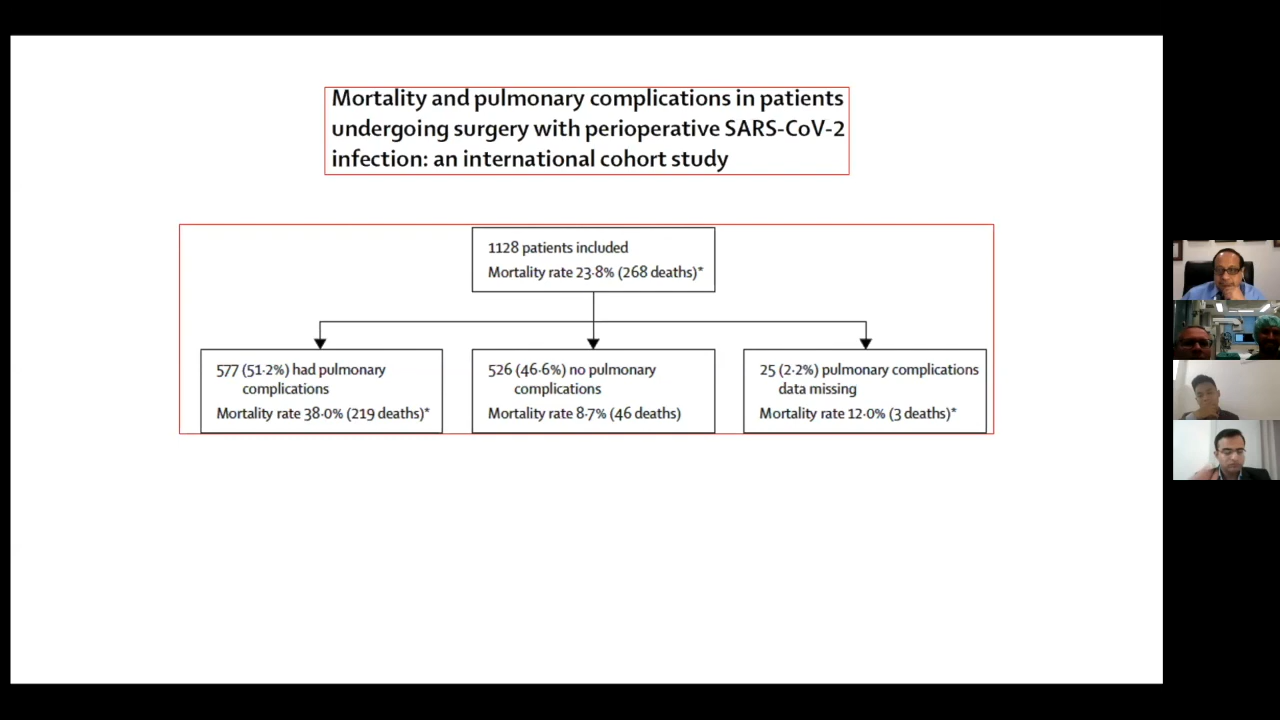 Mortality and pulmonary complications in patients
undergoing surgery with perioperative SARS-CoV-2
infection: an international cohort study
1128 patients included
Mortality rate 23·8% (268 deaths)*
577 (51·2%) had pulmonary
complications
Mortality rate 38·0% (219 deaths)*
526 (46·6%) no pulmonary
complications
Mortality rate 8·7% (46 deaths)
25 (2·2%) pulmonary complications
data missing
Mortality rate 12·0% (3 deaths)*